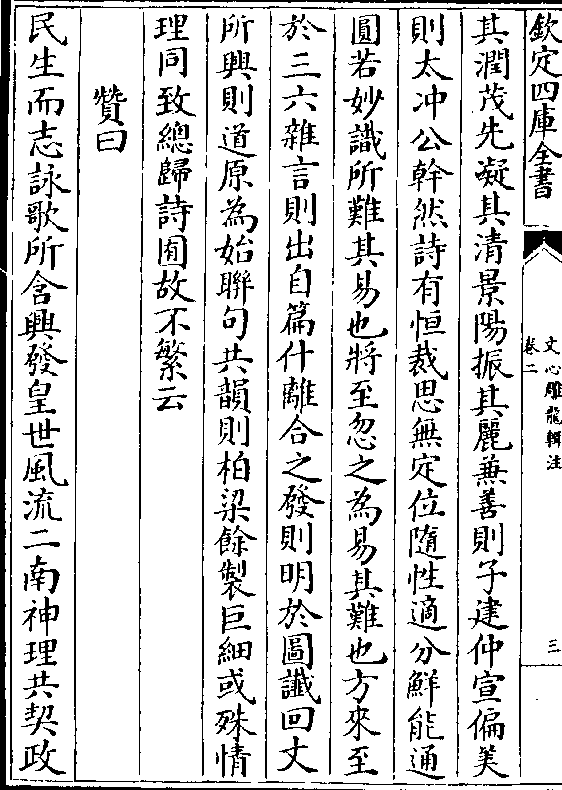 欽定四庫全書
文心雕龍輯注
卷二
三
其潤茂先凝其清景陽振其麗兼善則子建仲宣偏美
則太冲公幹然詩有恒裁思無定位隨性適分鮮能通
圓若妙識所難其易也將至忽之為易其難也方來至
於三六雜言則出自篇什離合之發則明於圖讖回文
所興則道原為始聯句共韻則柏梁餘製巨細或殊情
理同致總歸詩囿故不繁云
贊曰
民生而志詠歌所含興發皇世風流二南神理共契政